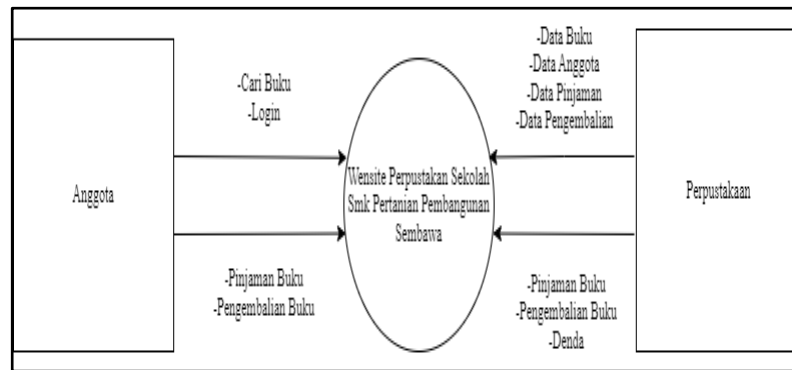 -Cari Buku
-Login
-Data Buku
-Data Anggota
-Data Pinjaman
-Data Pengembalian
Anggota
Wensite Perpustakan Sekolah
Smk Pertanian Pembangunan
Sembawa
Perpustakaan
-Pinjaman Buku
-Pengembalian Buku
-Pinjaman Buku
-Pengembalian Buku
-Denda